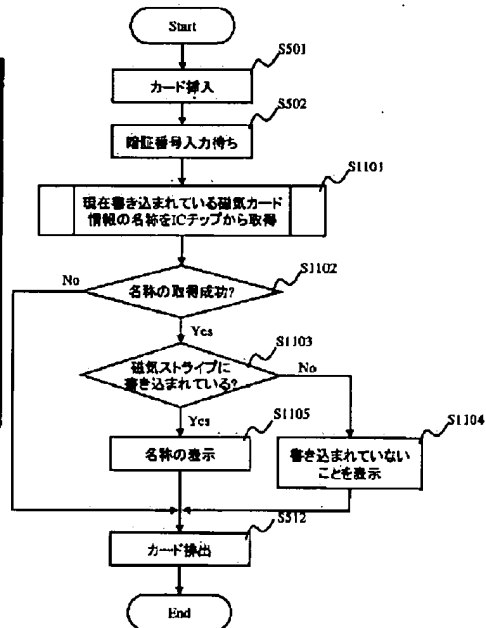 Start
S501
カード挿入
S502
暗証番号入力待ち
S1101
現在書き込まれている磁気カード
情報の名称をICチップから取得
S1102
No
名称の取得成功?
Yes
S1103
磁気ストライプに
書き込まれている?
No
Yes
S1105
S1104
名称の表示
書き込まれていない
ことを表示
S512
カード排出
End